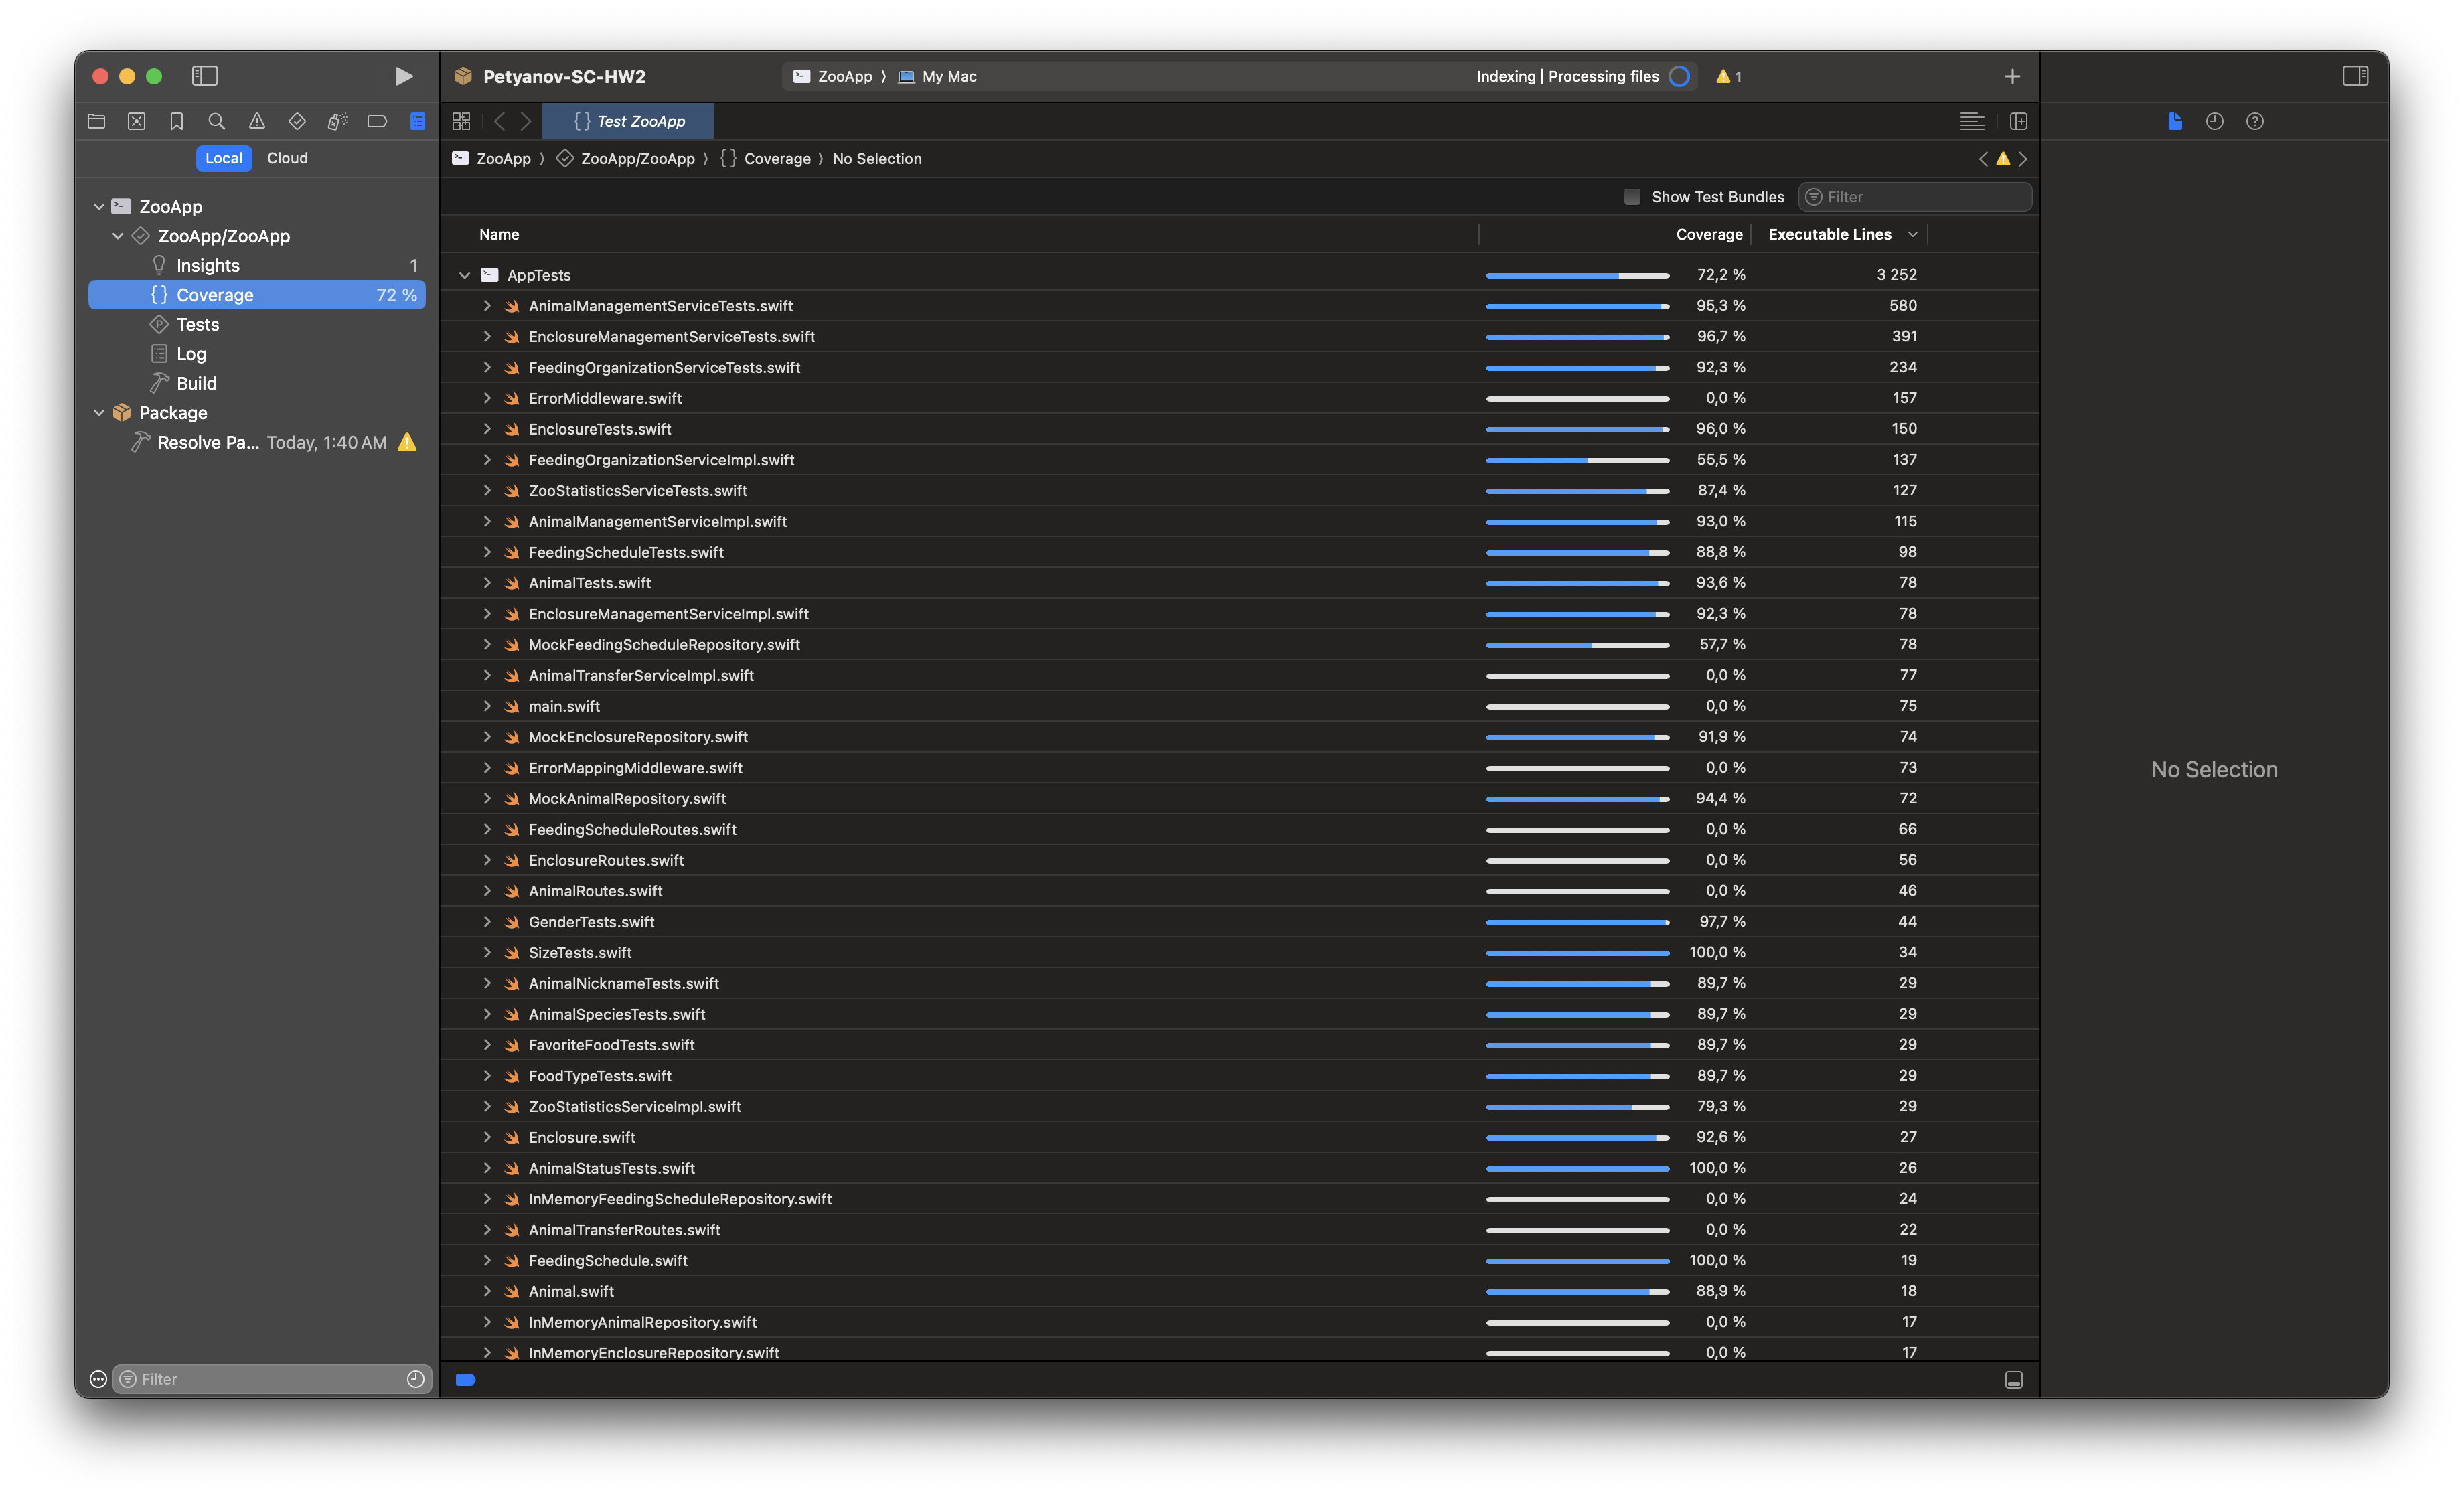 Petyanov-SC-HW2
ZooApp 〉 My Mac
Indexing | Processing files
1
Test ZooApp
Local
Cloud
ZooApp 〉 ZooApp/ZooApp 〉 Coverage 〉 No Selection
Show Test Bundles
Filter
ZooApp
ZooApp/ZooApp
Insights 1
Coverage 72 %
Tests
Log
Build
Package
Resolve Pa... Today, 1:40 AM
Filter
Name Coverage Executable Lines
AppTests 72,2 % 3 252
AnimalManagementServiceTests.swift 95,3 % 580
EnclosureManagementServiceTests.swift 96,7 % 391
FeedingOrganizationServiceTests.swift 92,3 % 234
ErrorMiddleware.swift 0,0 % 157
EnclosureTests.swift 96,0 % 150
FeedingOrganizationServiceImpl.swift 55,5 % 137
ZooStatisticsServiceTests.swift 87,4 % 127
AnimalManagementServiceImpl.swift 93,0 % 115
FeedingScheduleTests.swift 88,8 % 98
AnimalTests.swift 93,6 % 78
EnclosureManagementServiceImpl.swift 92,3 % 78
MockFeedingScheduleRepository.swift 57,7 % 78
AnimalTransferServiceImpl.swift 0,0 % 77
main.swift 0,0 % 75
MockEnclosureRepository.swift 91,9 % 74
ErrorMappingMiddleware.swift 0,0 % 73
MockAnimalRepository.swift 94,4 % 72
FeedingScheduleRoutes.swift 0,0 % 66
EnclosureRoutes.swift 0,0 % 56
AnimalRoutes.swift 0,0 % 46
GenderTests.swift 97,7 % 44
SizeTests.swift 100,0 % 34
AnimalNicknameTests.swift 89,7 % 29
AnimalSpeciesTests.swift 89,7 % 29
FavoriteFoodTests.swift 89,7 % 29
FoodTypeTests.swift 89,7 % 29
ZooStatisticsServiceImpl.swift 79,3 % 29
Enclosure.swift 92,6 % 27
AnimalStatusTests.swift 100,0 % 26
InMemoryFeedingScheduleRepository.swift 0,0 % 24
AnimalTransferRoutes.swift 0,0 % 22
FeedingSchedule.swift 100,0 % 19
Animal.swift 88,9 % 18
InMemoryAnimalRepository.swift 0,0 % 17
InMemoryEnclosureRepository.swift 0,0 % 17
No Selection